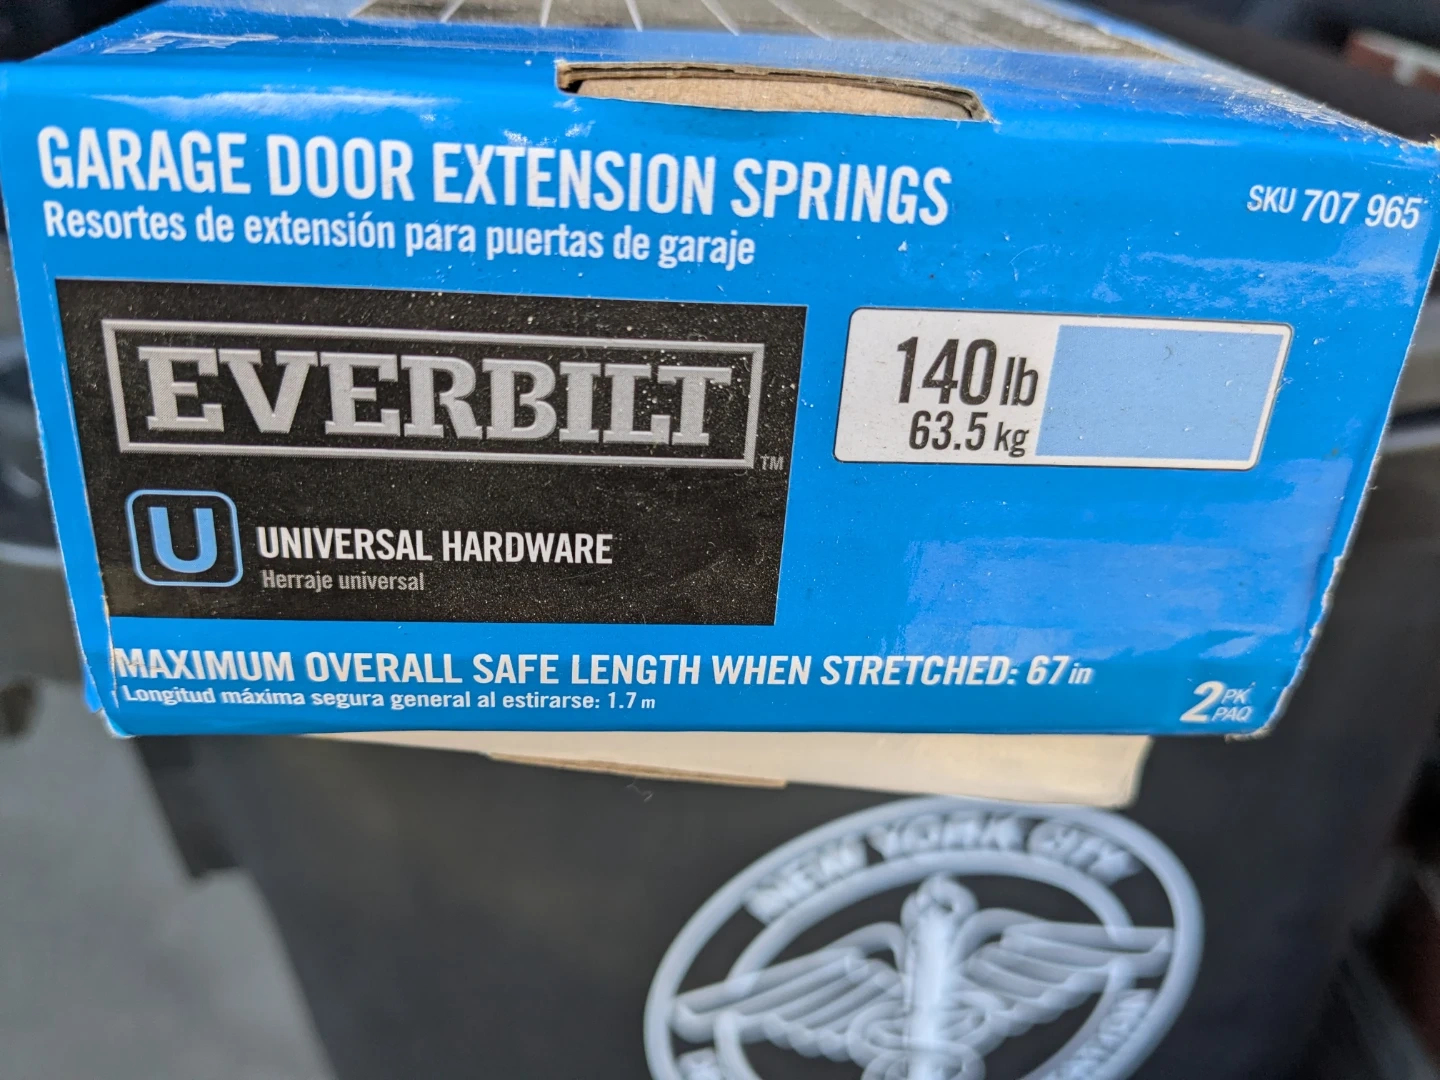 GARAGE DOOR EXTENSION SPRINGS
Resortes de extensión para puertas de garaje
SKU 707 965
EVERBILT
TM
140 lb
63.5 kg
U
UNIVERSAL HARDWARE
Herraje universal
MAXIMUM OVERALL SAFE LENGTH WHEN STRETCHED: 67 in
Longitud máxima segura general al estirarse: 1.7 m
2 PK
PAQ
NEW YORK CITY